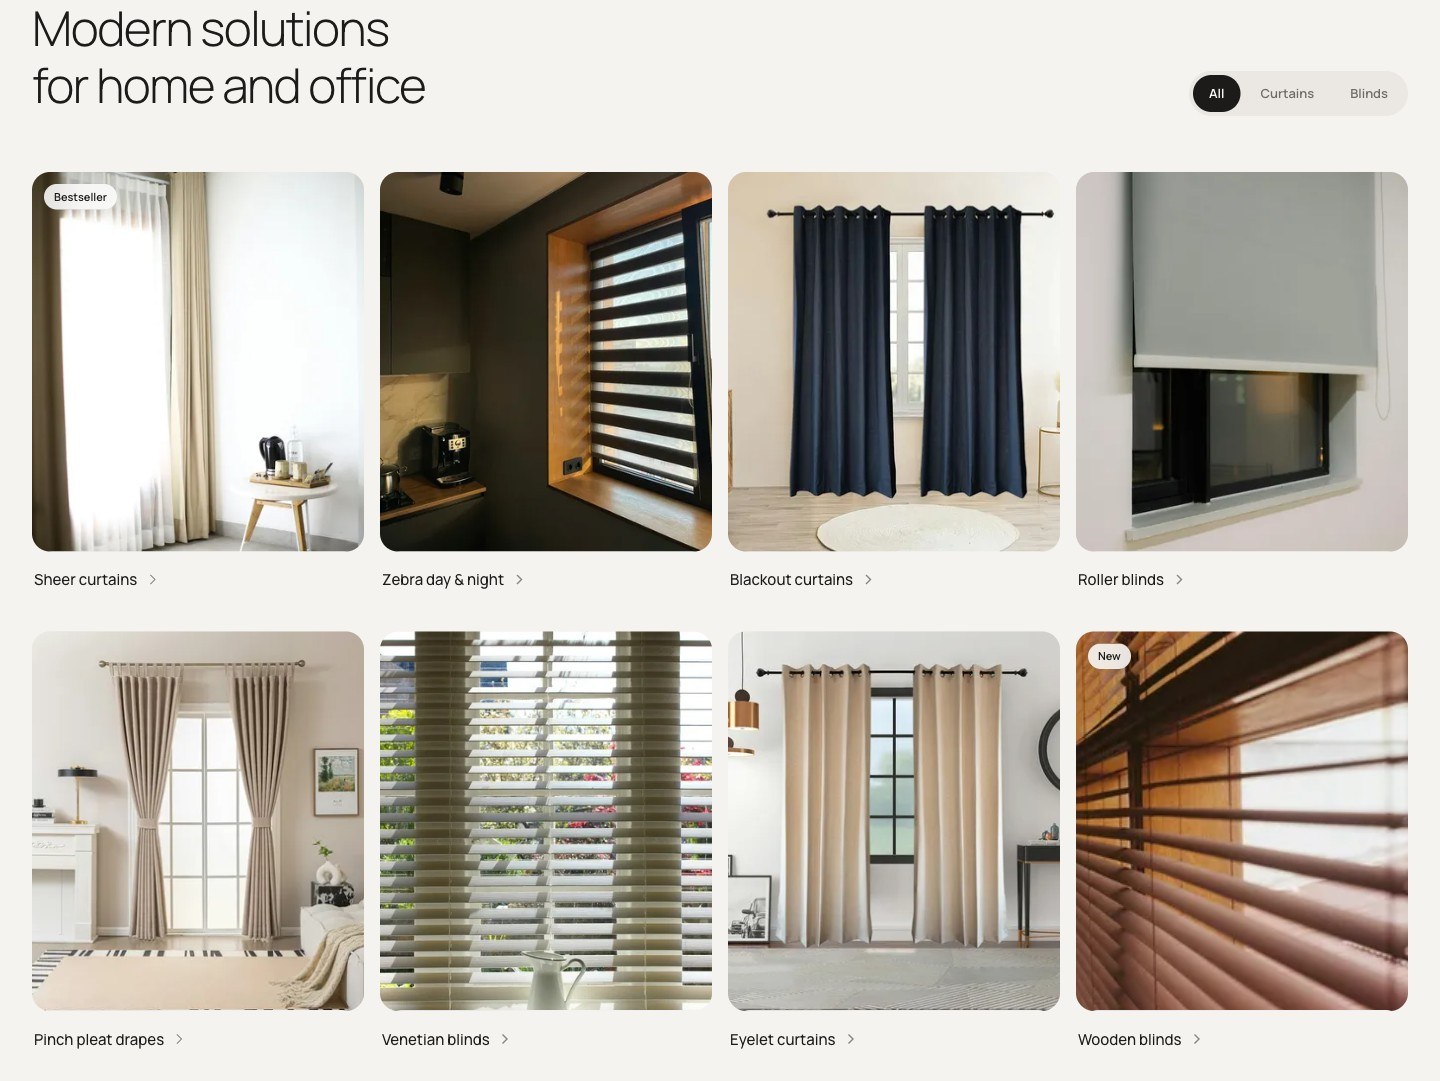 Modern solutions
for home and office
All
Curtains
Blinds
Bestseller
Sheer curtains
Zebra day & night
Blackout curtains
Roller blinds
New
Pinch pleat drapes
Venetian blinds
Eyelet curtains
Wooden blinds